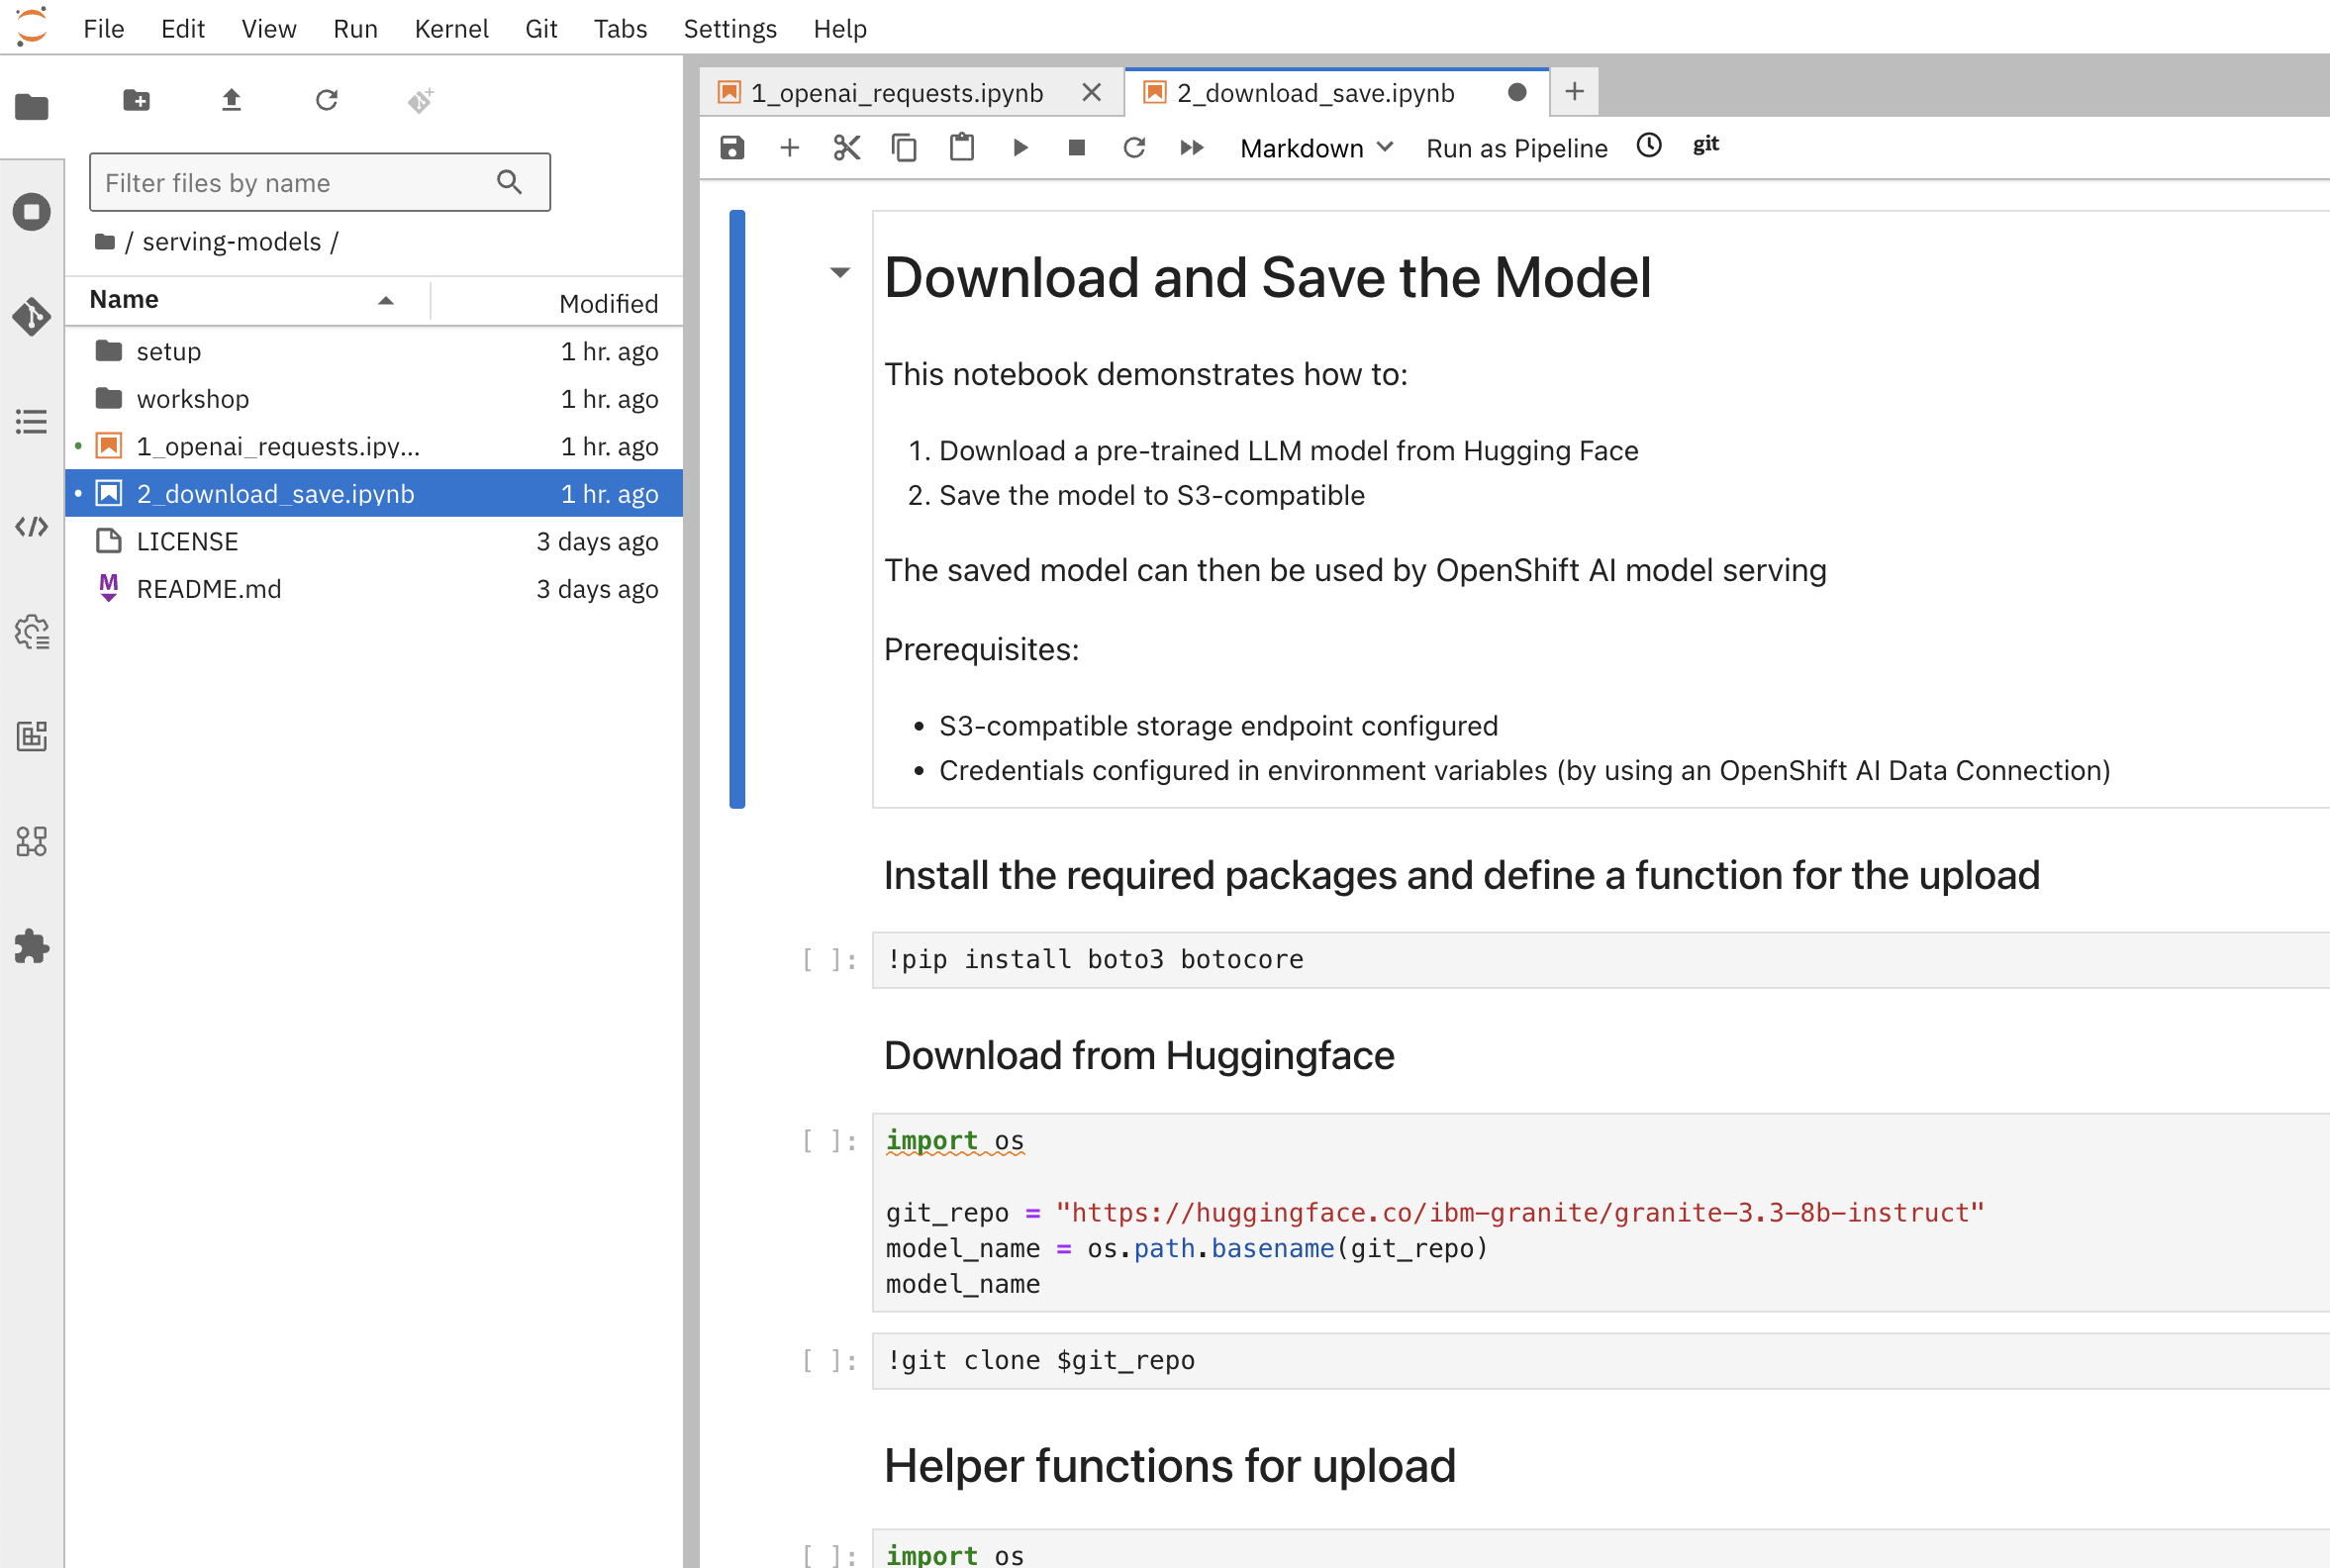 File Edit View Run Kernel Git Tabs Settings Help
1_openai_requests.ipynb
2_download_save.ipynb
Markdown Run as Pipeline git
Filter files by name
/ serving-models /
Name Modified
setup 1 hr. ago
workshop 1 hr. ago
1_openai_requests.ipy... 1 hr. ago
2_download_save.ipynb 1 hr. ago
LICENSE 3 days ago
README.md 3 days ago
Download and Save the Model
This notebook demonstrates how to:
1. Download a pre-trained LLM model from Hugging Face
2. Save the model to S3-compatible
The saved model can then be used by OpenShift AI model serving
Prerequisites:
• S3-compatible storage endpoint configured
• Credentials configured in environment variables (by using an OpenShift AI Data Connection)
Install the required packages and define a function for the upload
[ ]: !pip install boto3 botocore
Download from Huggingface
[ ]: import os
git_repo = "https://huggingface.co/ibm-granite/granite-3.3-8b-instruct"
model_name = os.path.basename(git_repo)
model_name
[ ]: !git clone $git_repo
Helper functions for upload
[ ]: import os